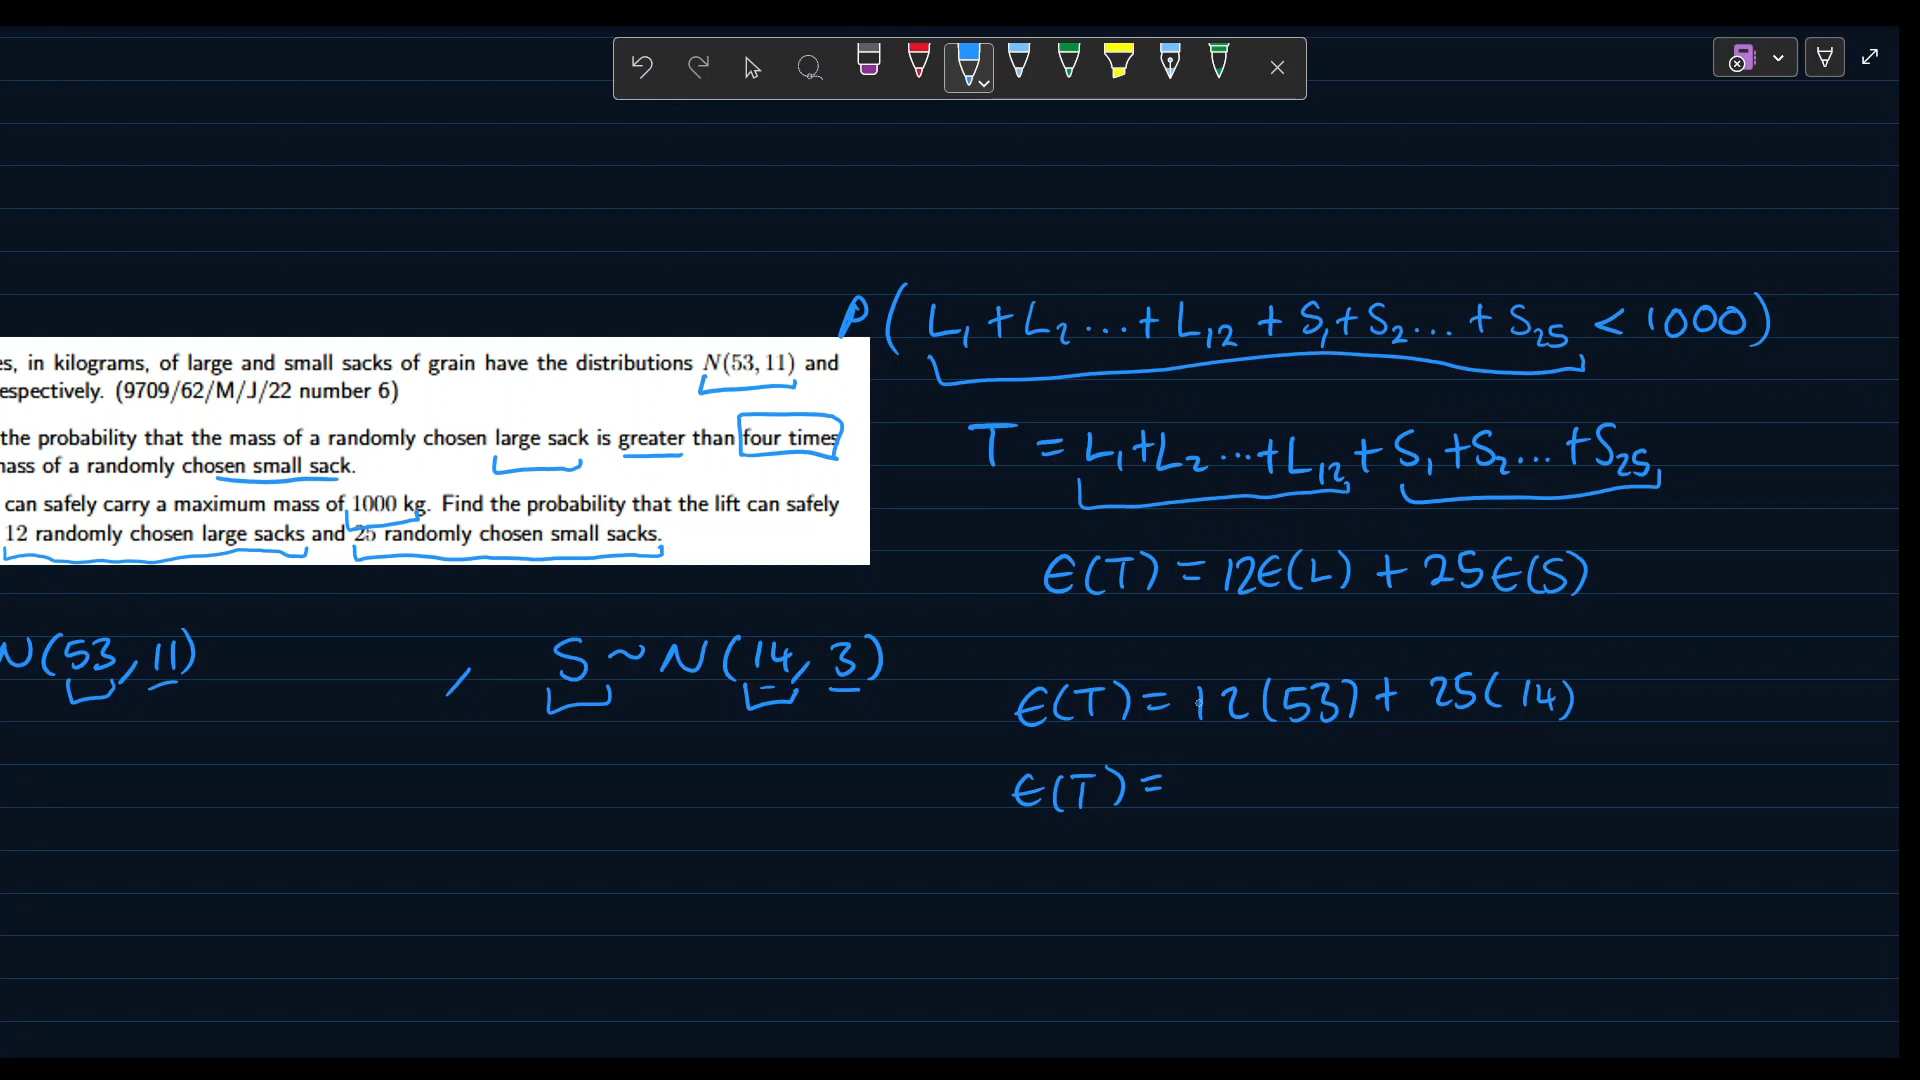 P(L₁ + L₂ ... + L₁₂ + S₁ + S₂ ... + S₂₅ < 1000)
es, in kilograms, of large and small sacks of grain have the distributions N(53, 11) and
espectively. (9709/62/M/J/22 number 6)
the probability that the mass of a randomly chosen large sack is greater than four times
mass of a randomly chosen small sack.
can safely carry a maximum mass of 1000 kg. Find the probability that the lift can safely
12 randomly chosen large sacks and 25 randomly chosen small sacks.
T = L₁ + L₂ ... + L₁₂ + S₁ + S₂ ... + S₂₅
E(T) = 12E(L) + 25E(S)
N(53, 11) , S ~ N(14, 3)
E(T) = 12(53) + 25(14)
E(T) =